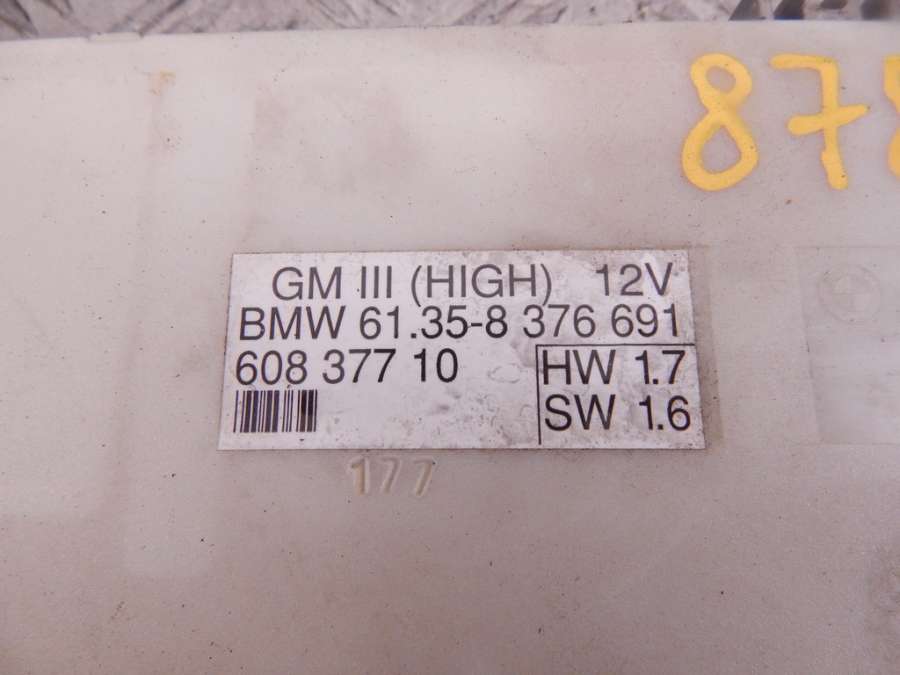 878
GM III (HIGH) 12V
BMW 61.35-8 376 691
608 377 10
HW 1.7
SW 1.6
177